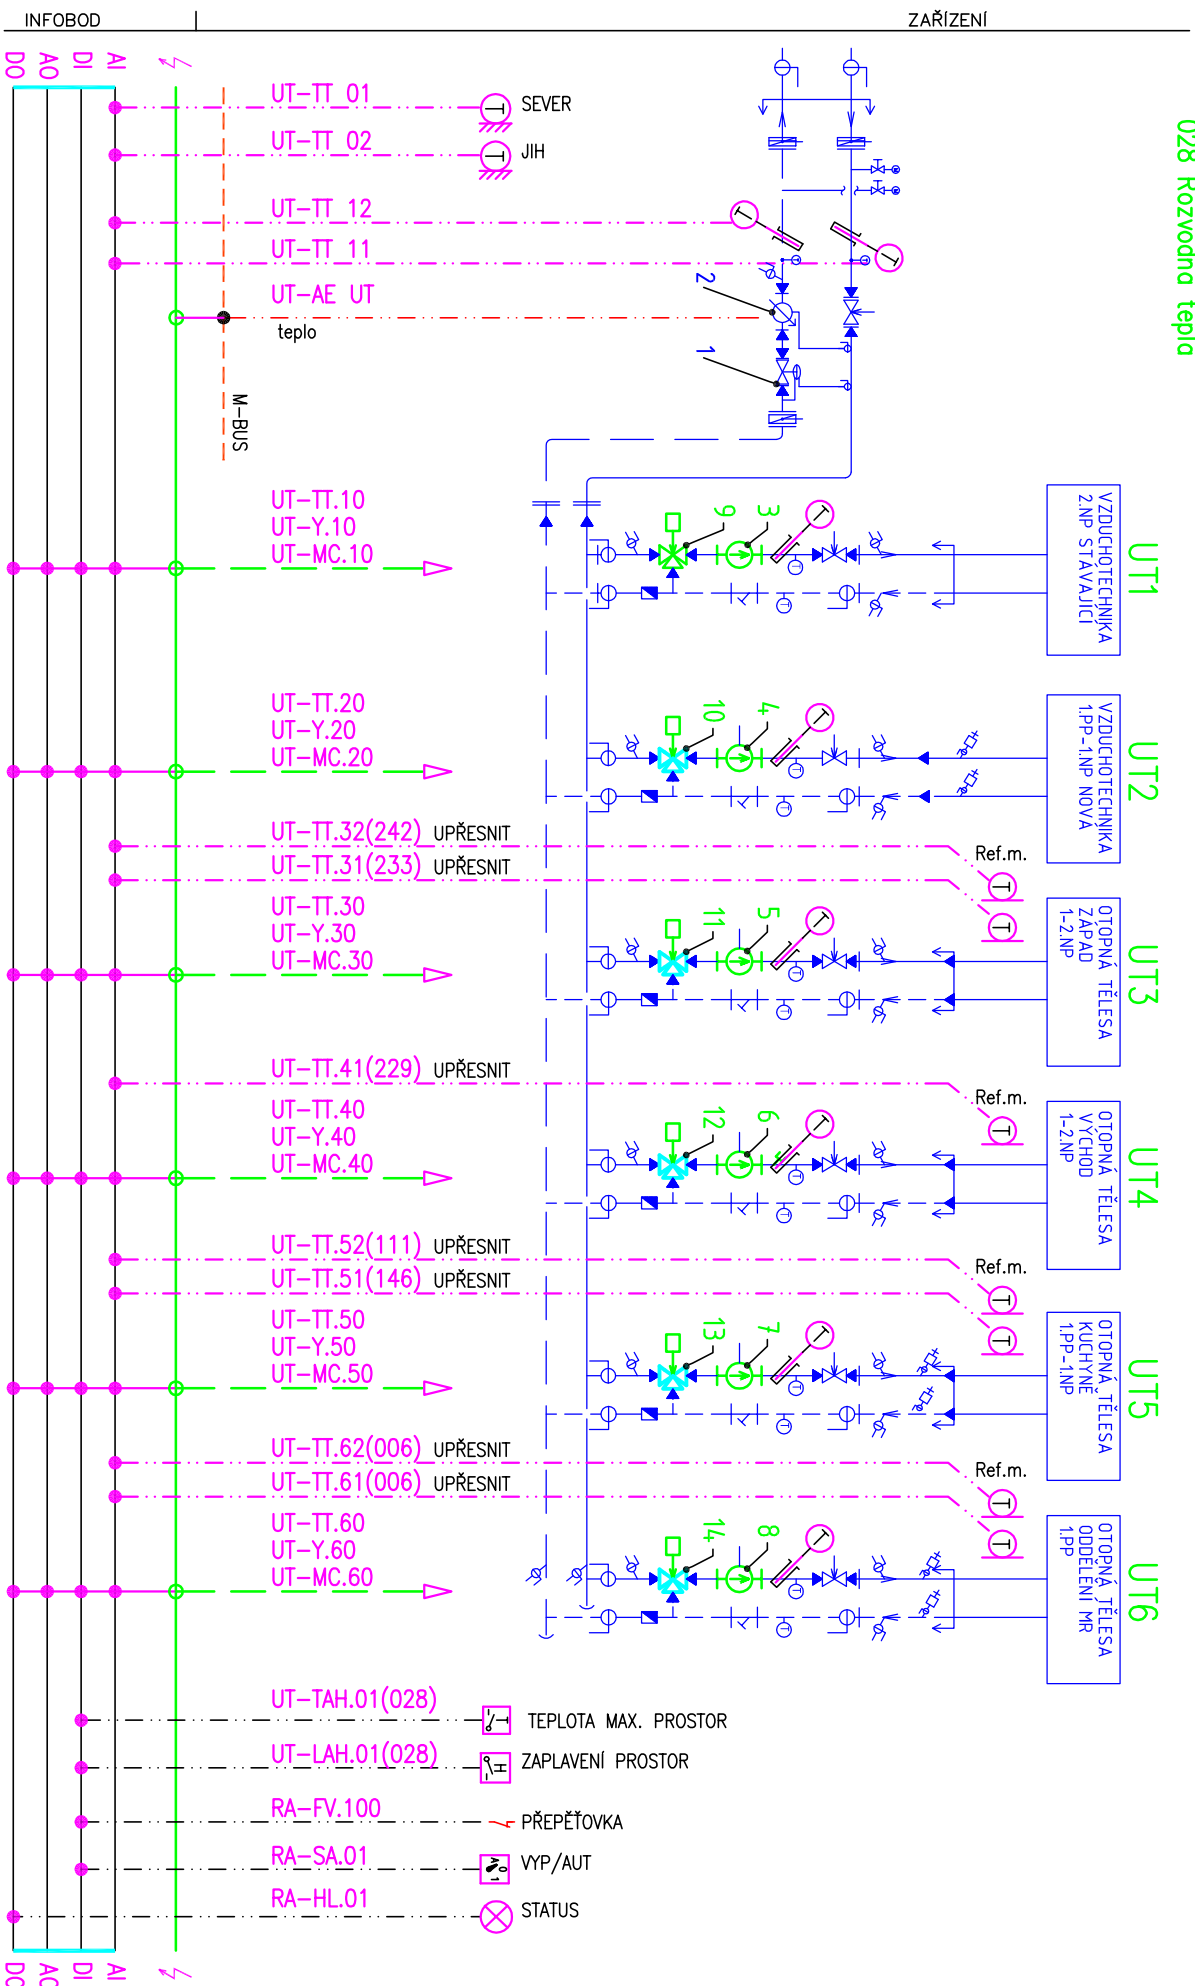 INFOBOD
ZAŘÍZENÍ
DO
AO
DI
AI
028 Rozvodna tepla
UT-TT 01
SEVER
UT-TT 02
JIH
UT-TT 12
UT-TT 11
UT-AE UT
teplo
M-BUS
2
1
UT-TT.10
UT-Y.10
UT-MC.10
9
3
VZDUCHOTECHNIKA
2.NP STÁVAJÍCÍ
UT1
UT-TT.20
UT-Y.20
UT-MC.20
10
4
VZDUCHOTECHNIKA
1.PP-1.NP NOVÁ
UT2
UT-TT.32(242) UPŘESNIT
UT-TT.31(233) UPŘESNIT
Ref.m.
UT-TT.30
UT-Y.30
UT-MC.30
11
5
OTOPNÁ TĚLESA
ZÁPAD
1-2.NP
UT3
UT-TT.41(229) UPŘESNIT
Ref.m.
UT-TT.40
UT-Y.40
UT-MC.40
12
6
OTOPNÁ TĚLESA
VÝCHOD
1-2.NP
UT4
UT-TT.52(111) UPŘESNIT
UT-TT.51(146) UPŘESNIT
Ref.m.
UT-TT.50
UT-Y.50
UT-MC.50
13
7
OTOPNÁ TĚLESA
KUCHYNĚ
1.PP-1.NP
UT5
UT-TT.62(006) UPŘESNIT
UT-TT.61(006) UPŘESNIT
Ref.m.
UT-TT.60
UT-Y.60
UT-MC.60
14
8
OTOPNÁ TĚLESA
ODDĚLENÍ MR
1.PP
UT6
UT-TAH.01(028)
TEPLOTA MAX. PROSTOR
UT-LAH.01(028)
ZAPLAVENÍ PROSTOR
RA-FV.100
PŘEPĚŤOVKA
RA-SA.01
VYP/AUT
RA-HL.01
STATUS
DO
AO
DI
AI